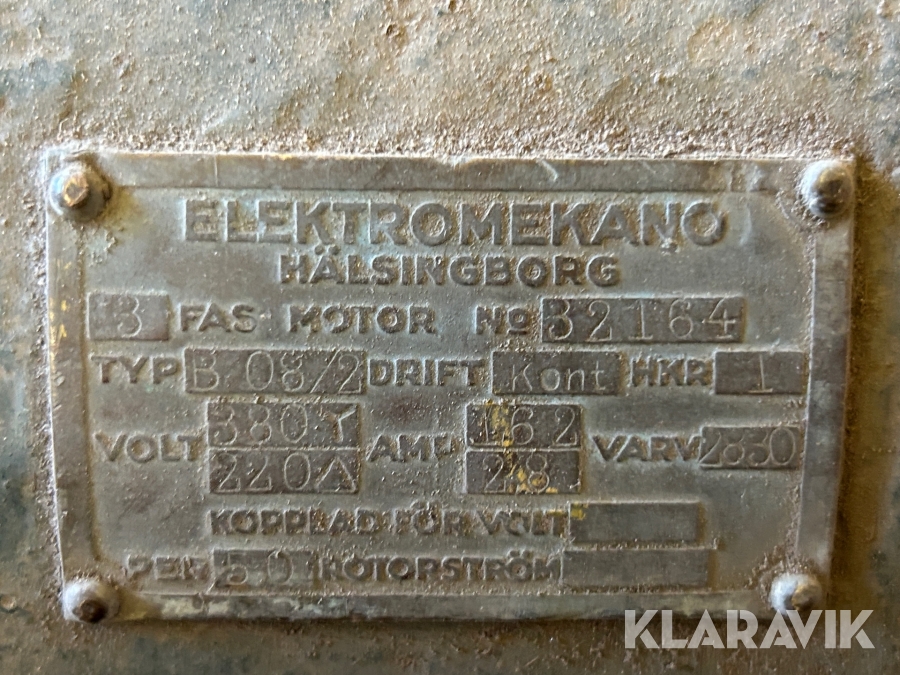 ELEKTROMEKANO
HÄLSINGBORG
3 FAS MOTOR No 32164
TYP B 08/2 DRIFT Kont HKR 1
VOLT 380 Y AMP 1,62 VARV 2850
220 Δ 2,8
KOPPLAD FÖR VOLT
PER 50 ROTORSTRÖM
KLARAVIK